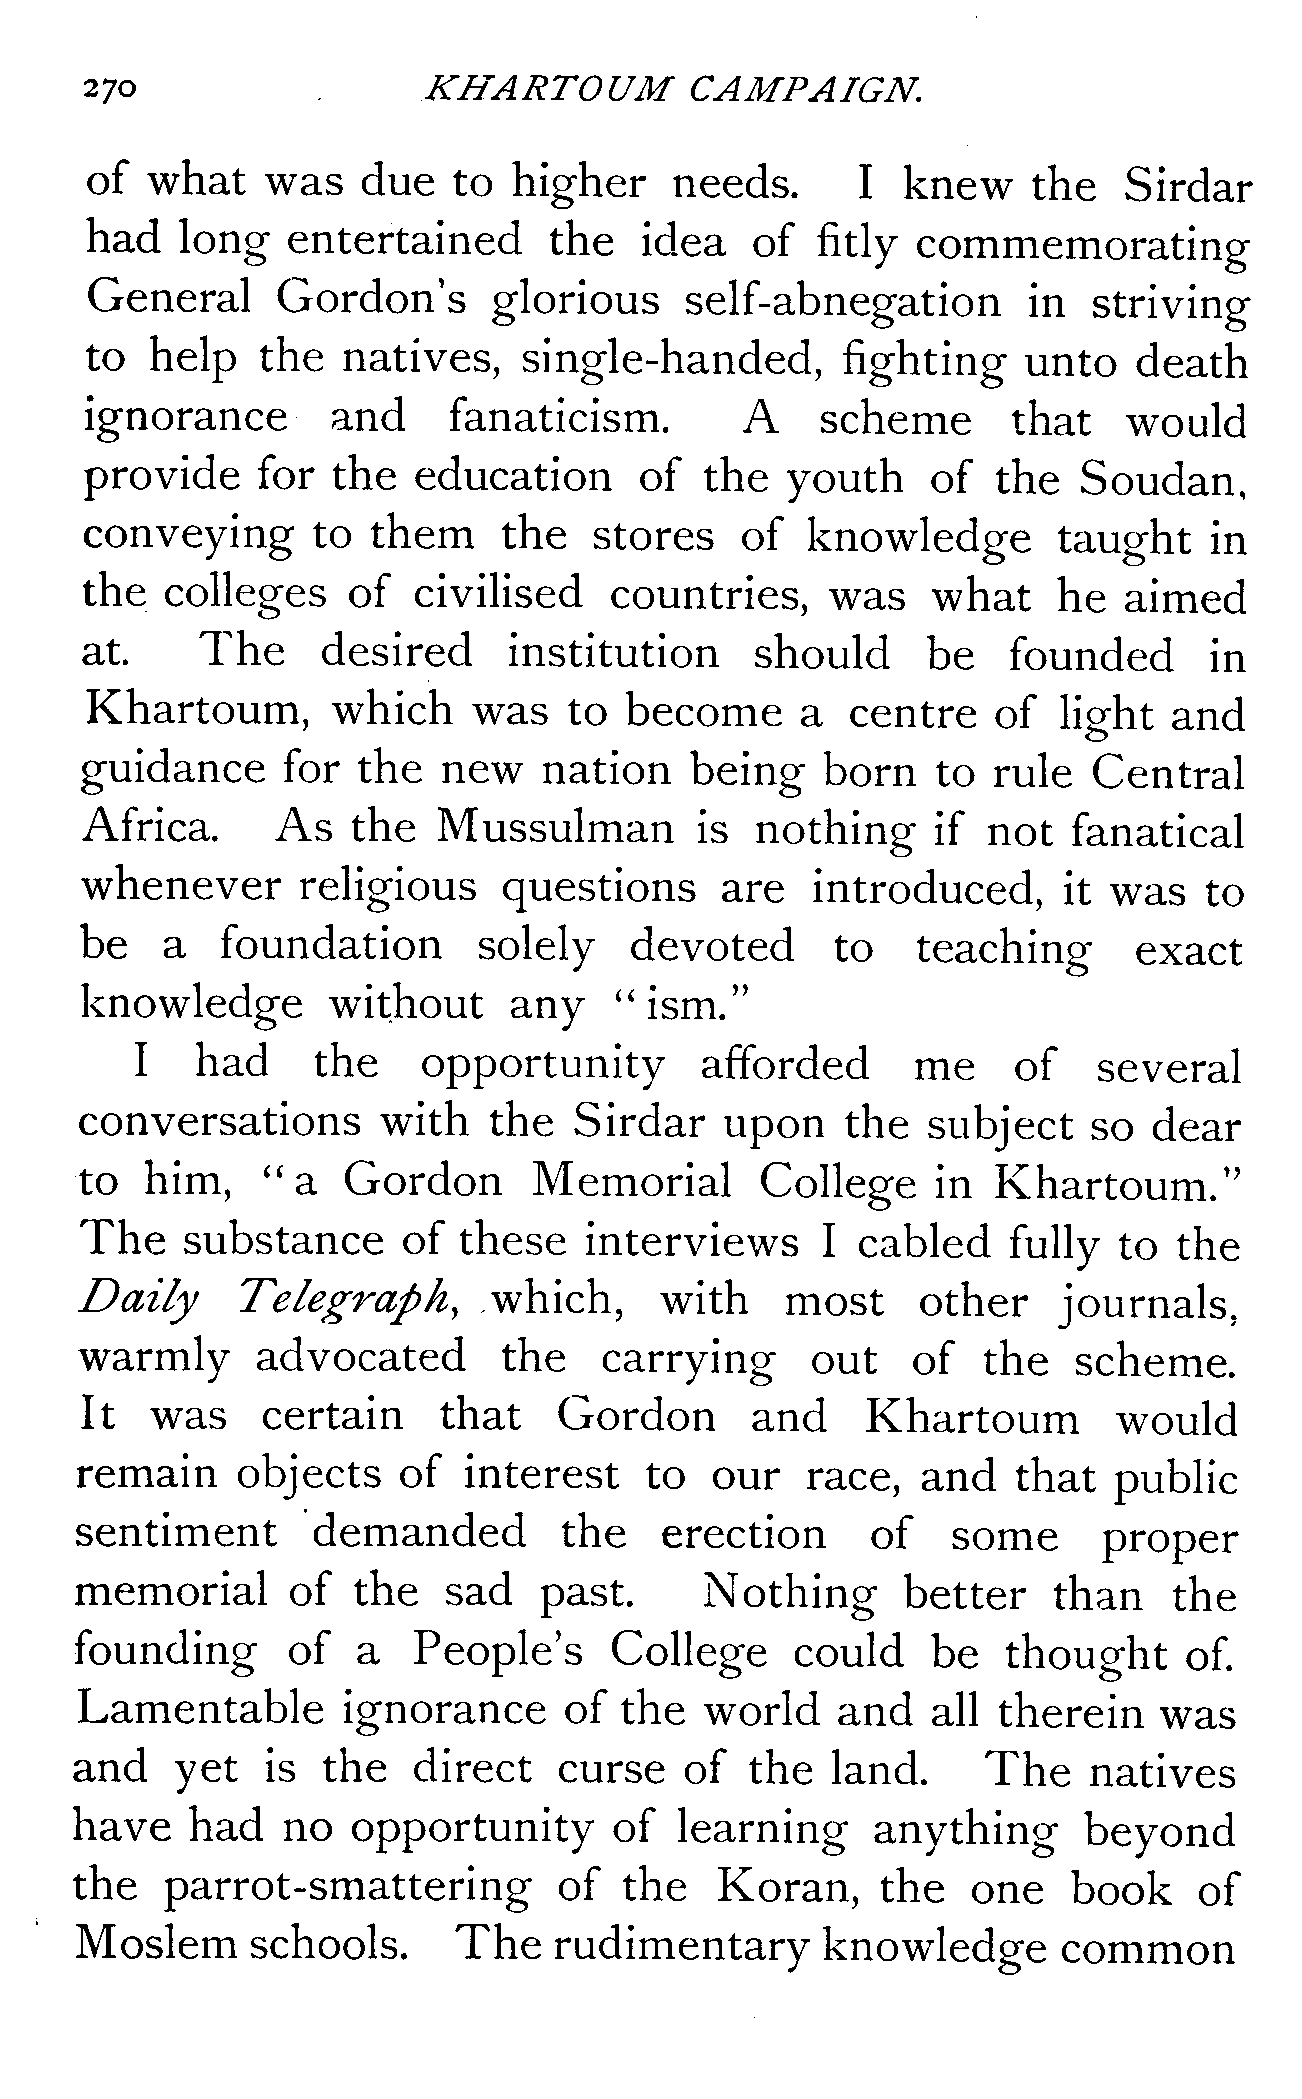 270 KHARTOUM CAMPAIGN.
of what was due to higher needs. I knew the Sirdar
had long entertained the idea of fitly commemorating
General Gordon's glorious self-abnegation in striving
to help the natives, single-handed, fighting unto death
ignorance and fanaticism. A scheme that would
provide for the education of the youth of the Soudan,
conveying to them the stores of knowledge taught in
the colleges of civilised countries, was what he aimed
at. The desired institution should be founded in
Khartoum, which was to become a centre of light and
guidance for the new nation being born to rule Central
Africa. As the Mussulman is nothing if not fanatical
whenever religious questions are introduced, it was to
be a foundation solely devoted to teaching exact
knowledge without any “ism.”
I had the opportunity afforded me of several
conversations with the Sirdar upon the subject so dear
to him, “a Gordon Memorial College in Khartoum.”
The substance of these interviews I cabled fully to the
Daily Telegraph, which, with most other journals,
warmly advocated the carrying out of the scheme.
It was certain that Gordon and Khartoum would
remain objects of interest to our race, and that public
sentiment demanded the erection of some proper
memorial of the sad past. Nothing better than the
founding of a People's College could be thought of.
Lamentable ignorance of the world and all therein was
and yet is the direct curse of the land. The natives
have had no opportunity of learning anything beyond
the parrot-smattering of the Koran, the one book of
Moslem schools. The rudimentary knowledge common